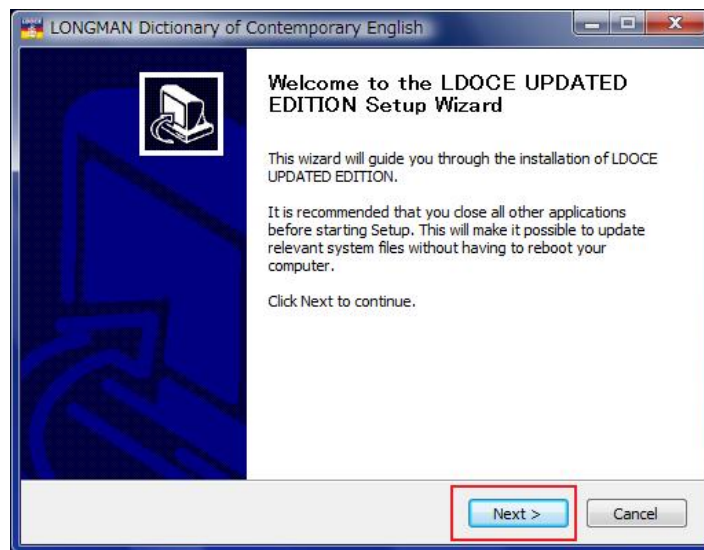 LONGMAN Dictionary of Contemporary English
Welcome to the LDOCE UPDATED
EDITION Setup Wizard
This wizard will guide you through the installation of LDOCE
UPDATED EDITION.
It is recommended that you close all other applications
before starting Setup. This will make it possible to update
relevant system files without having to reboot your
computer.
Click Next to continue.
Next > Cancel